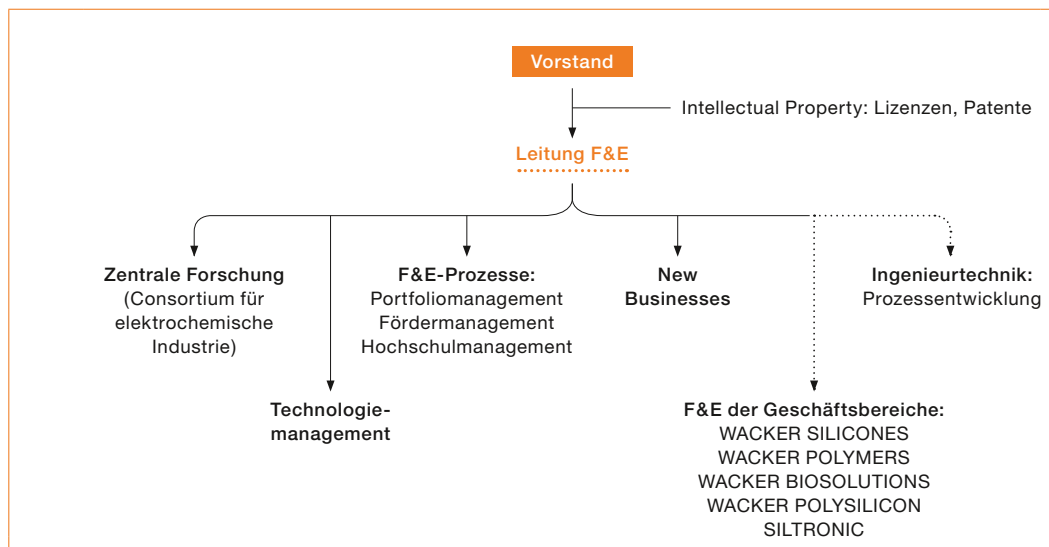 Vorstand
Intellectual Property: Lizenzen, Patente
Leitung F&E
Zentrale Forschung
(Consortium für
elektrochemische
Industrie)
F&E-Prozesse:
Portfoliomanagement
Fördermanagement
Hochschulmanagement
New
Businesses
Ingenieurtechnik:
Prozessentwicklung
Technologie-
management
F&E der Geschäftsbereiche:
WACKER SILICONES
WACKER POLYMERS
WACKER BIOSOLUTIONS
WACKER POLYSILICON
SILTRONIC